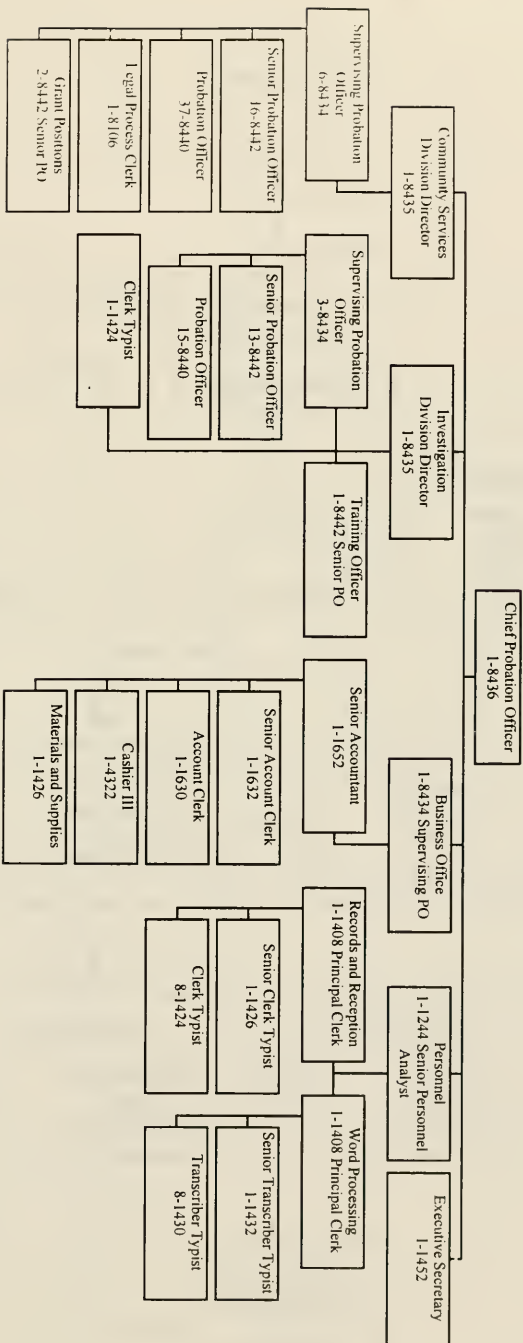 Chief Probation Officer
1-8436
Community Services
Division Director
1-8435
Supervising Probation
Officer
6-8434
Senior Probation Officer
16-8442
Probation Officer
37-8440
Legal Process Clerk
1-8106
Grant Positions
2-8442 Senior PO
Investigation
Division Director
1-8435
Supervising Probation
Officer
3-8434
Senior Probation Officer
13-8442
Probation Officer
15-8440
Clerk Typist
1-1424
Training Officer
1-8442 Senior PO
Business Office
1-8434 Supervising PO
Senior Accountant
1-1652
Senior Account Clerk
1-1632
Account Clerk
1-1630
Cashier III
1-4322
Materials and Supplies
1-1426
Personnel
1-1244 Senior Personnel
Analyst
Records and Reception
1-1408 Principal Clerk
Senior Clerk Typist
1-1426
Clerk Typist
8-1424
Word Processing
1-1408 Principal Clerk
Senior Transcriber Typist
1-1432
Transcriber Typist
8-1430
Executive Secretary
1-1452